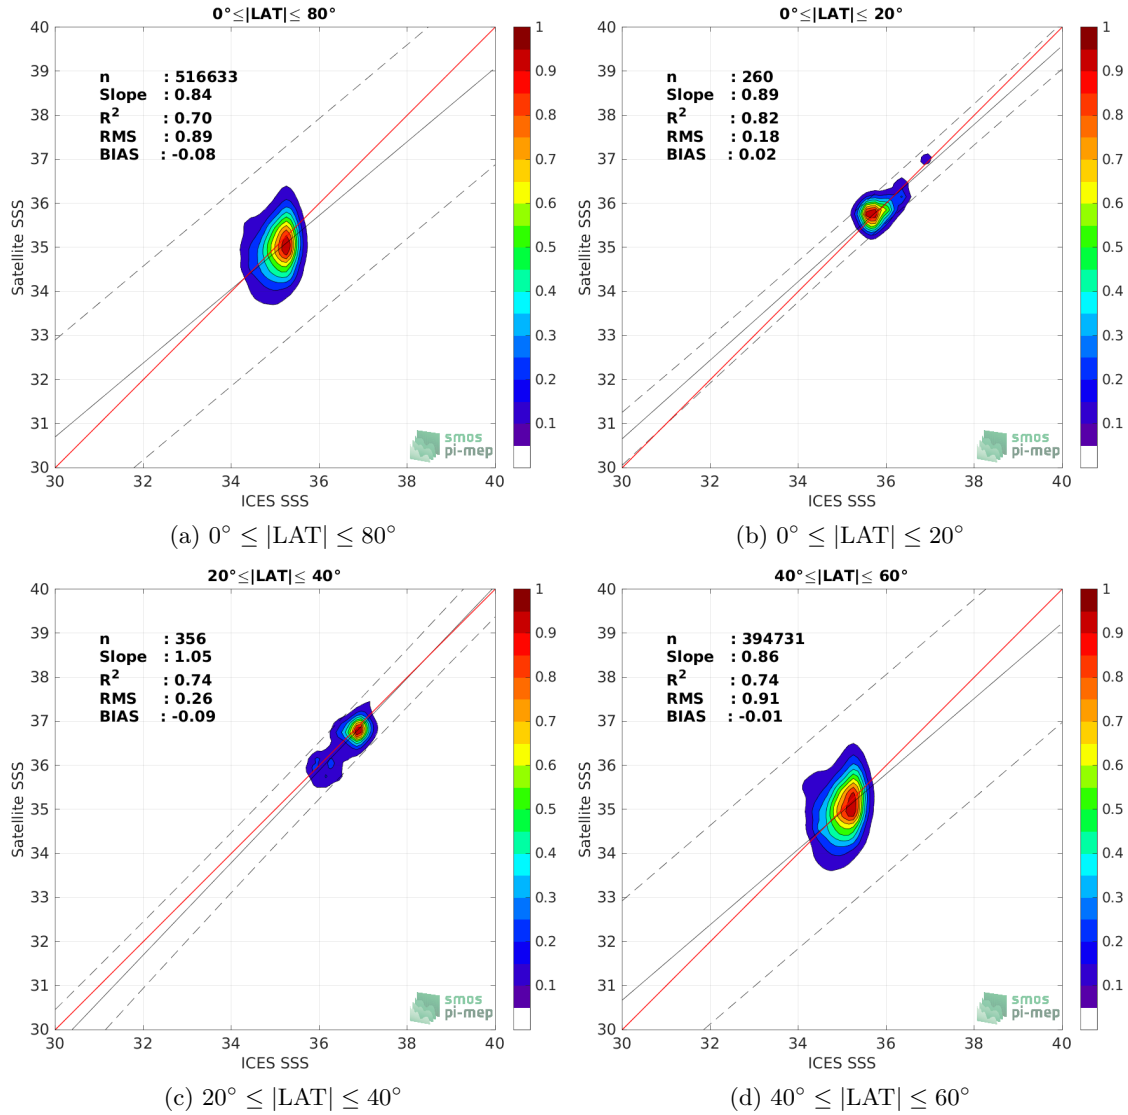 0°≤|LAT|≤ 80°
n : 516633
Slope : 0.84
R² : 0.70
RMS : 0.89
BIAS : -0.08
Satellite SSS
40
39
38
37
36
35
34
33
32
31
30
30 32 34 36 38 40
ICES SSS
1
0.9
0.8
0.7
0.6
0.5
0.4
0.3
0.2
0.1
smos
pi-mep
(a) 0° ≤ |LAT| ≤ 80°
0°≤|LAT|≤ 20°
n : 260
Slope : 0.89
R² : 0.82
RMS : 0.18
BIAS : 0.02
Satellite SSS
40
39
38
37
36
35
34
33
32
31
30
30 32 34 36 38 40
ICES SSS
1
0.9
0.8
0.7
0.6
0.5
0.4
0.3
0.2
0.1
smos
pi-mep
(b) 0° ≤ |LAT| ≤ 20°
20°≤|LAT|≤ 40°
n : 356
Slope : 1.05
R² : 0.74
RMS : 0.26
BIAS : -0.09
Satellite SSS
40
39
38
37
36
35
34
33
32
31
30
30 32 34 36 38 40
ICES SSS
1
0.9
0.8
0.7
0.6
0.5
0.4
0.3
0.2
0.1
smos
pi-mep
(c) 20° ≤ |LAT| ≤ 40°
40°≤|LAT|≤ 60°
n : 394731
Slope : 0.86
R² : 0.74
RMS : 0.91
BIAS : -0.01
Satellite SSS
40
39
38
37
36
35
34
33
32
31
30
30 32 34 36 38 40
ICES SSS
1
0.9
0.8
0.7
0.6
0.5
0.4
0.3
0.2
0.1
smos
pi-mep
(d) 40° ≤ |LAT| ≤ 60°